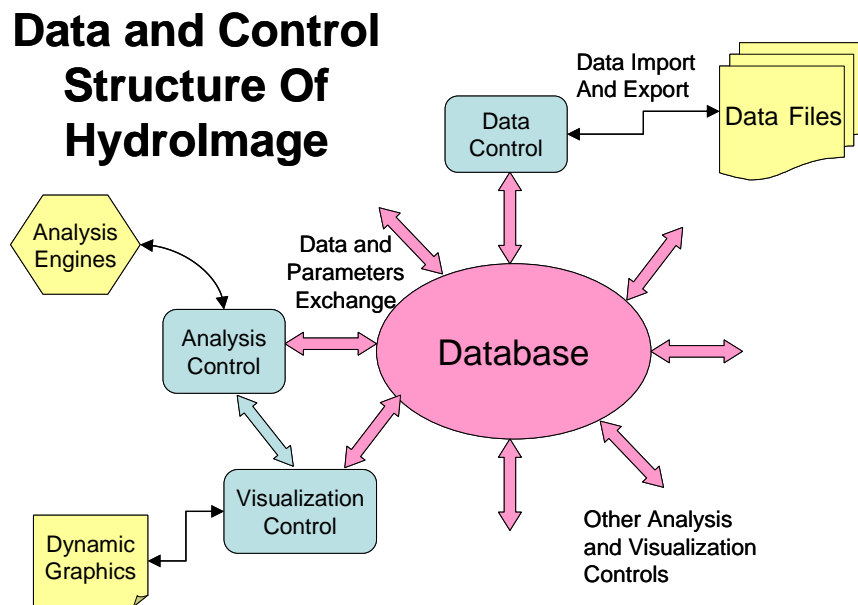 Data and Control
Structure Of
HydroImage
Data Import
And Export
Data Files
Data
Control
Analysis
Engines
Data and
Parameters
Exchange
Analysis
Control
Database
Visualization
Control
Dynamic
Graphics
Other Analysis
and Visualization
Controls